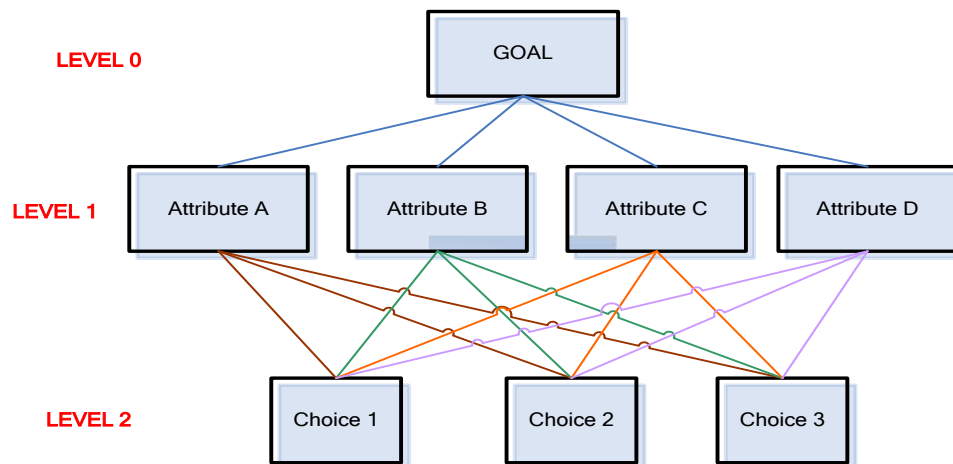 GOAL
LEVEL 0
Attribute A
Attribute B
Attribute C
Attribute D
LEVEL 1
Choice 1
Choice 2
Choice 3
LEVEL 2